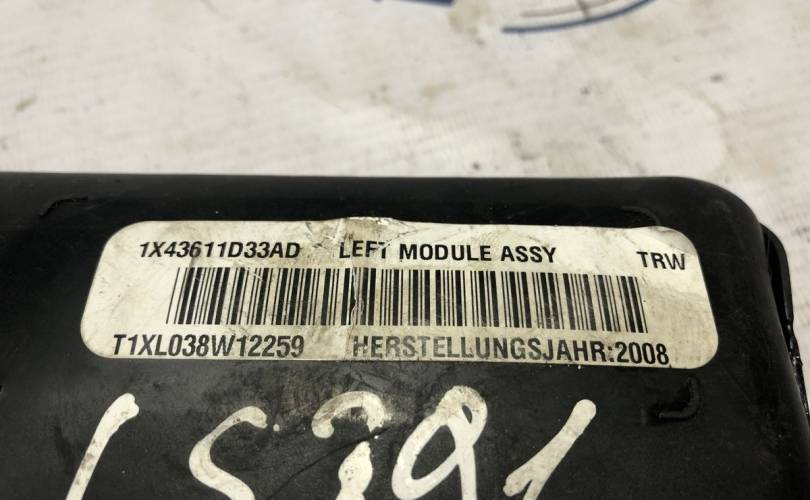 1X43611D33AD LEFT MODULE ASSY TRW
T1XL038W12259 HERSTELLUNGSJAHR:2008